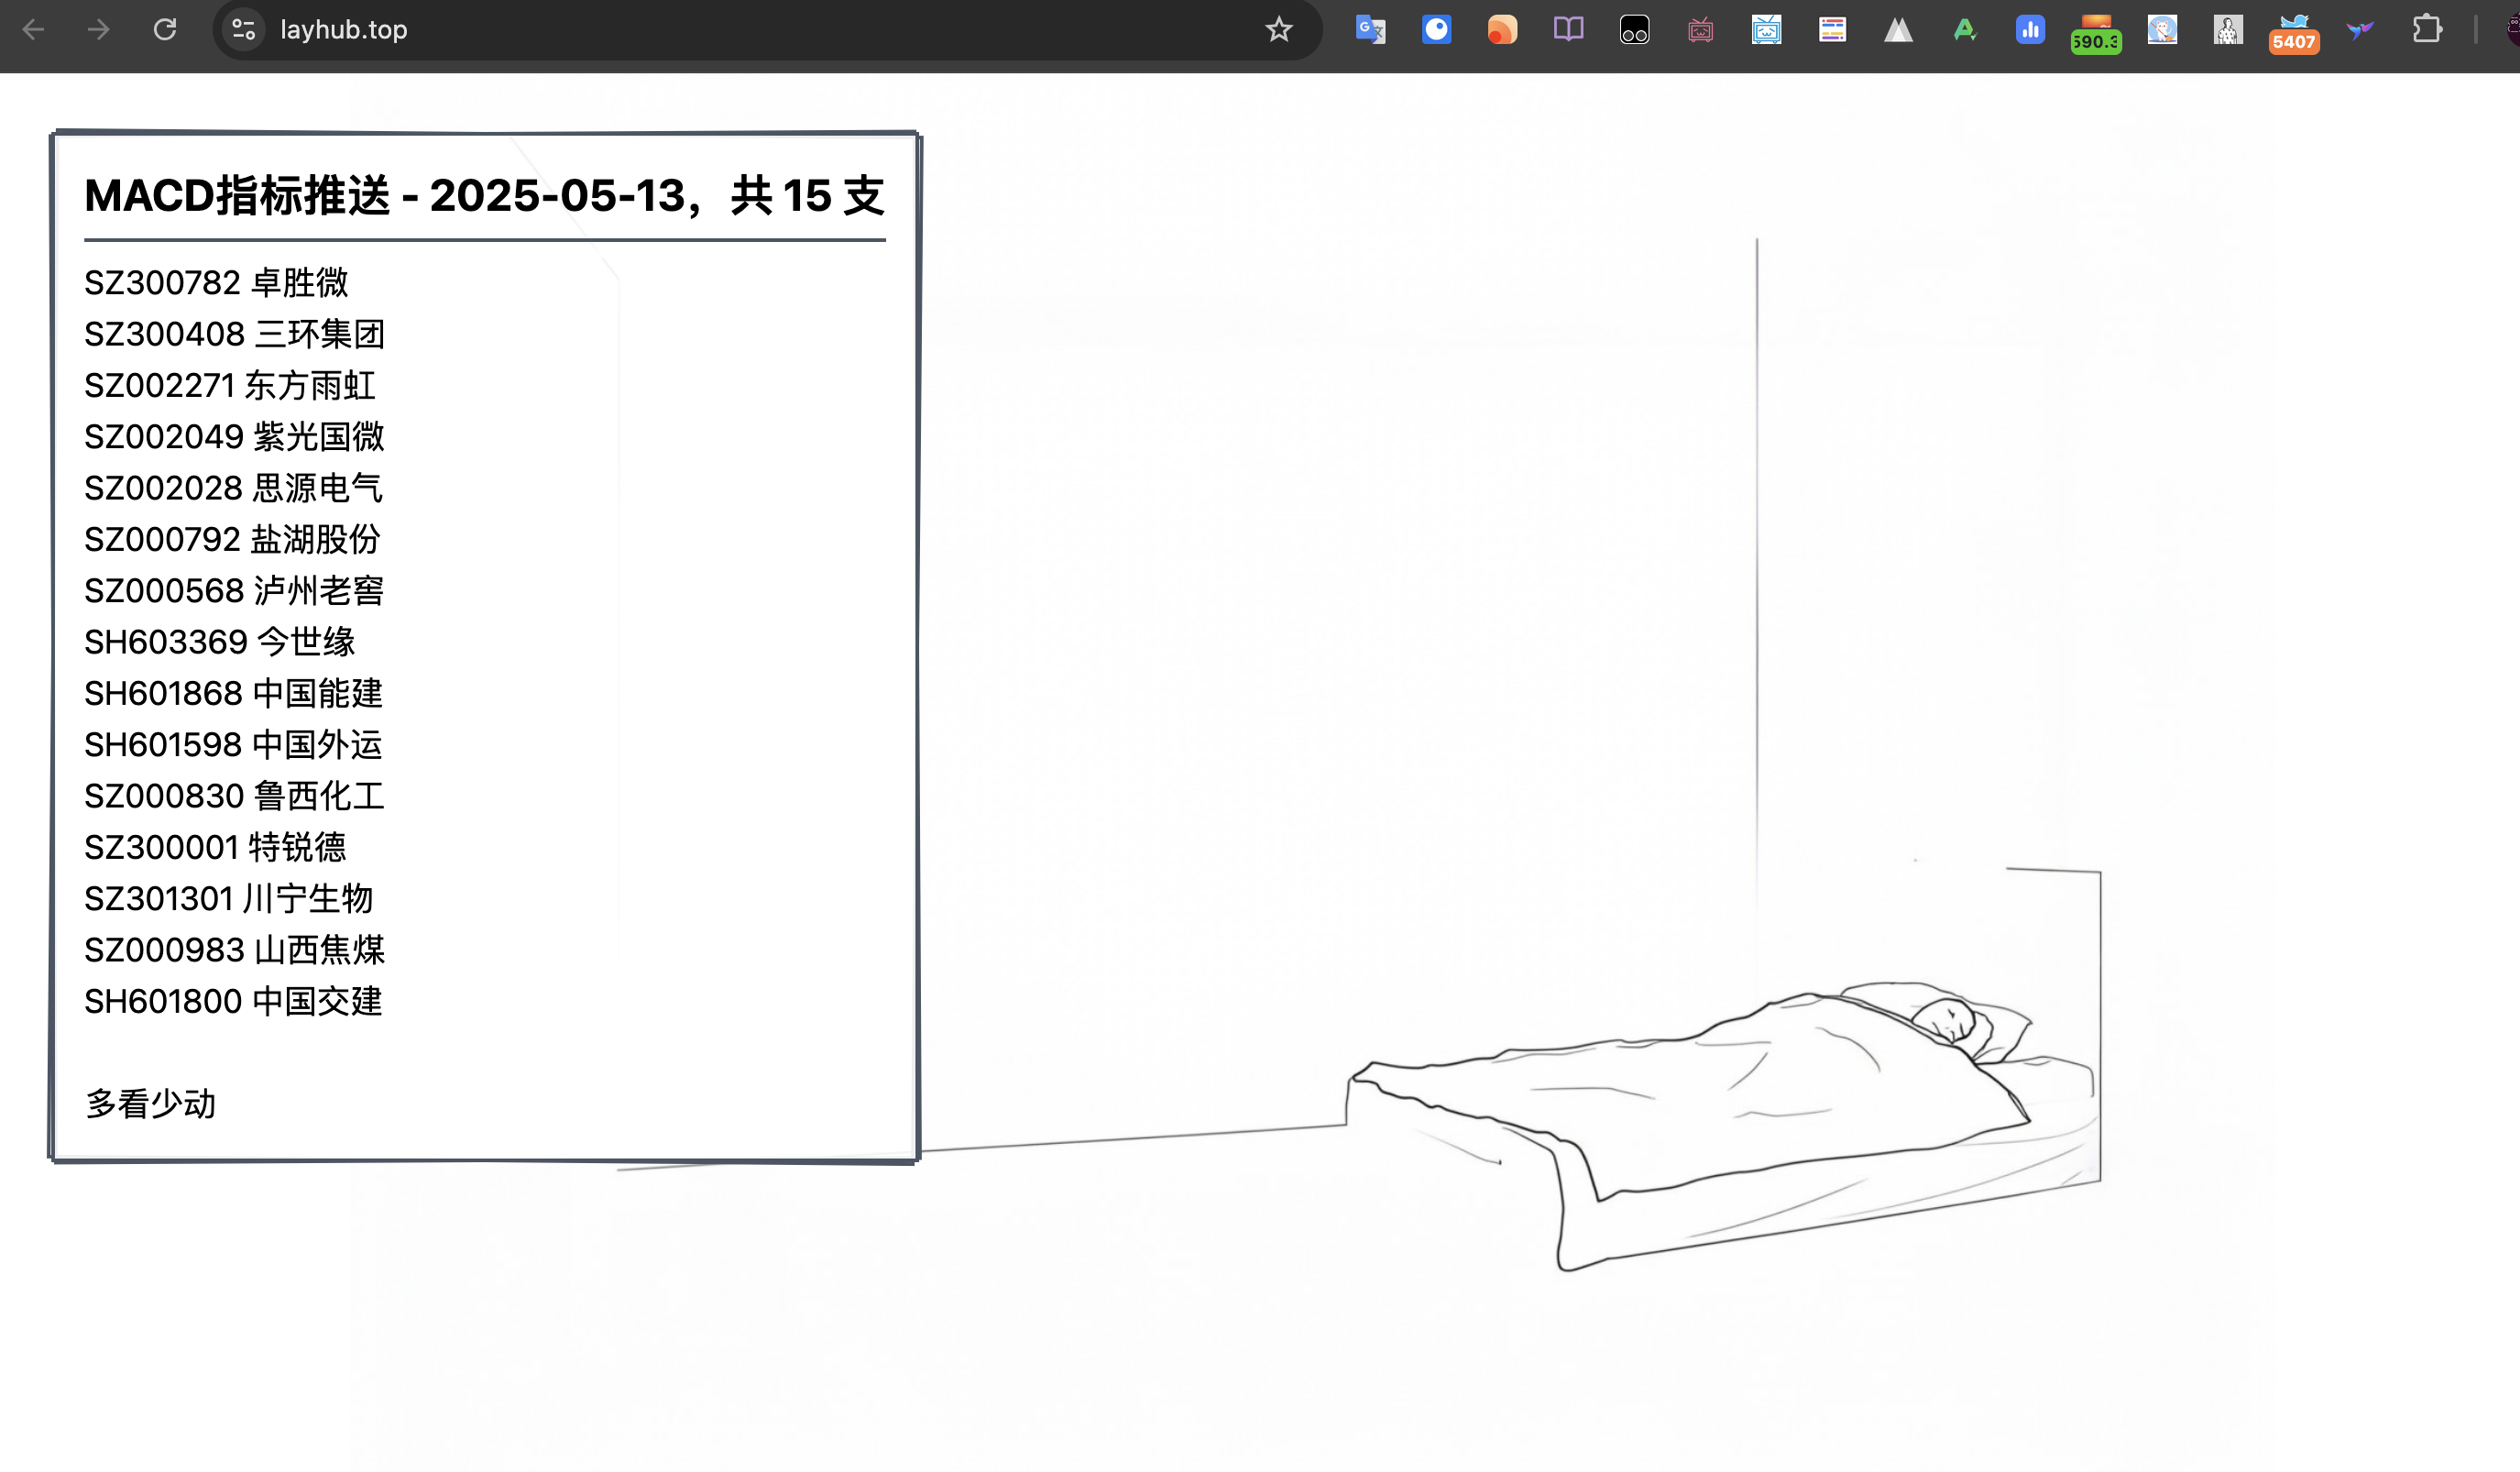 layhub.top
590.3
5407
MACD指标推送 - 2025-05-13，共 15 支
SZ300782 卓胜微
SZ300408 三环集团
SZ002271 东方雨虹
SZ002049 紫光国微
SZ002028 思源电气
SZ000792 盐湖股份
SZ000568 泸州老窖
SH603369 今世缘
SH601868 中国能建
SH601598 中国外运
SZ000830 鲁西化工
SZ300001 特锐德
SZ301301 川宁生物
SZ000983 山西焦煤
SH601800 中国交建
多看少动